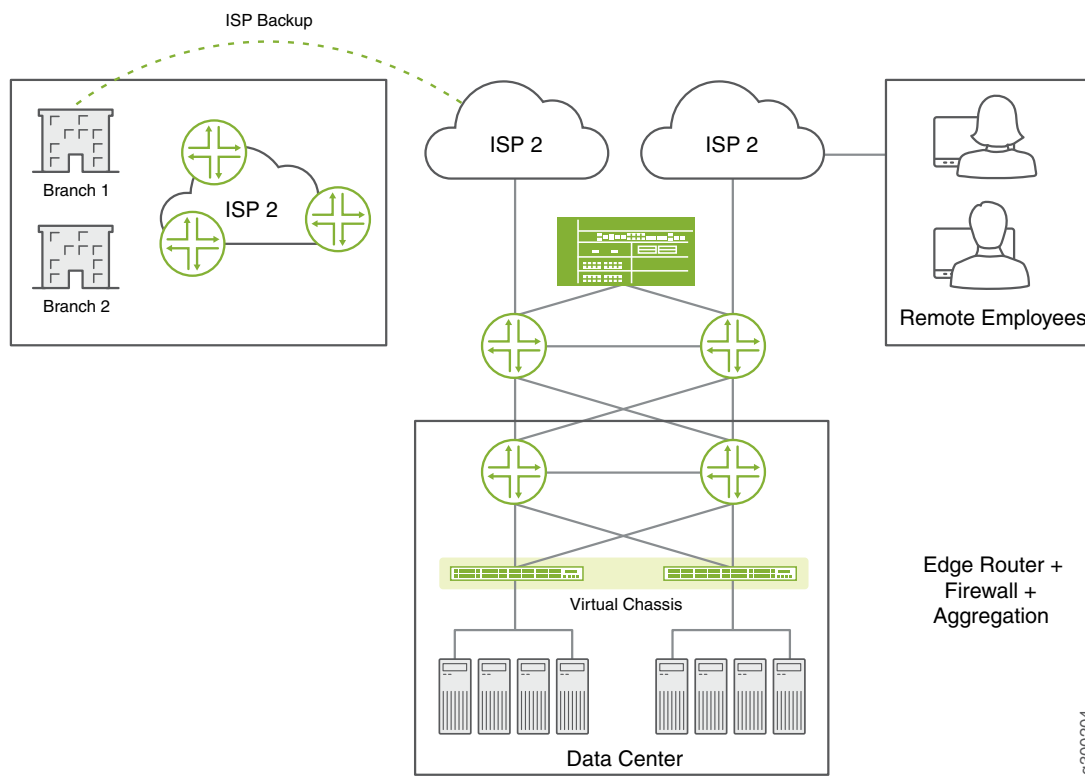 ISP Backup
Branch 1
Branch 2
ISP 2
ISP 2
ISP 2
Remote Employees
Virtual Chassis
Edge Router +
Firewall +
Aggregation
Data Center